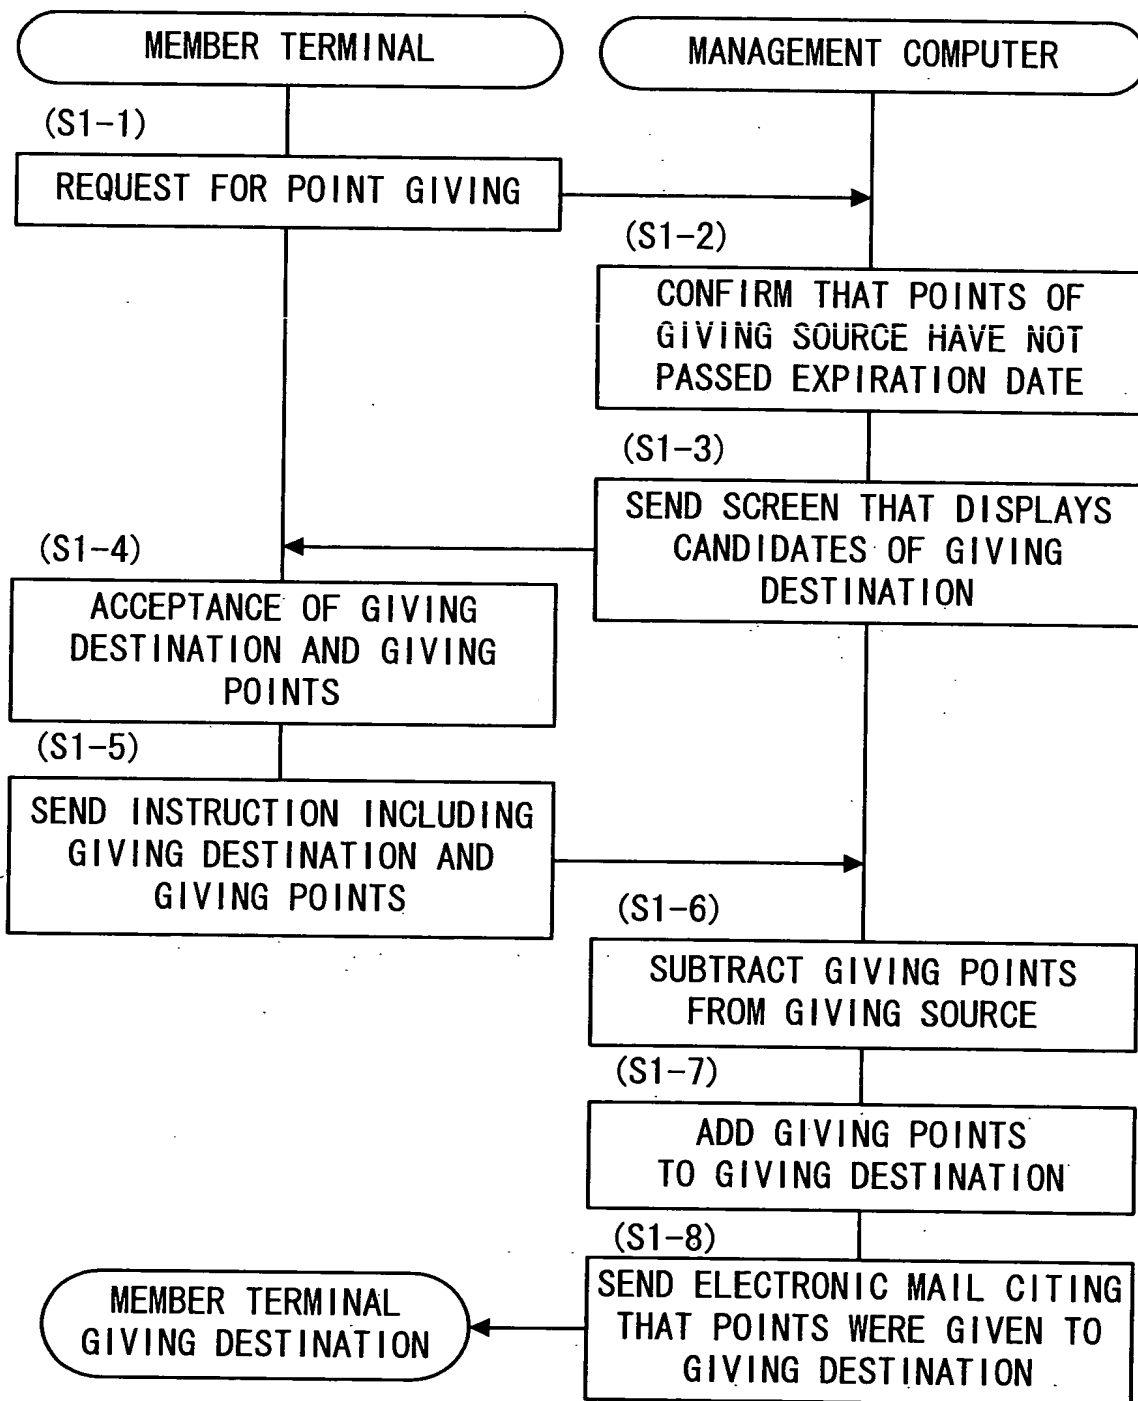 MEMBER TERMINAL
MANAGEMENT COMPUTER
(S1-1)
REQUEST FOR POINT GIVING
(S1-2)
CONFIRM THAT POINTS OF
GIVING SOURCE HAVE NOT
PASSED EXPIRATION DATE
(S1-3)
SEND SCREEN THAT DISPLAYS
CANDIDATES OF GIVING
DESTINATION
(S1-4)
ACCEPTANCE OF GIVING
DESTINATION AND GIVING
POINTS
(S1-5)
SEND INSTRUCTION INCLUDING
GIVING DESTINATION AND
GIVING POINTS
(S1-6)
SUBTRACT GIVING POINTS
FROM GIVING SOURCE
(S1-7)
ADD GIVING POINTS
TO GIVING DESTINATION
(S1-8)
SEND ELECTRONIC MAIL CITING
THAT POINTS WERE GIVEN TO
GIVING DESTINATION
MEMBER TERMINAL
GIVING DESTINATION